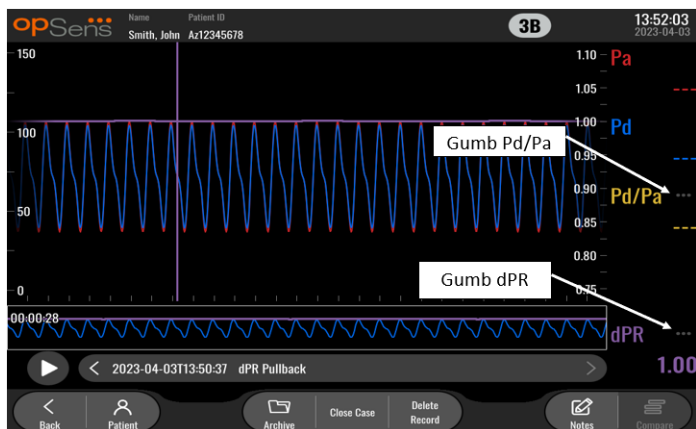 opSens
Name
Patient ID
Smith, John
Az12345678
3B
13:52:03
2023-04-03
150
100
50
0
1.10
1.05
1.00
0.95
0.90
0.85
0.80
0.75
Pa
---
Pd
---
Gumb Pd/Pa
Pd/Pa
---
---
Gumb dPR
dPR
---
1.00
00:00:28
< 2023-04-03T13:50:37 dPR Pullback >
Back
Patient
Archive
Close Case
Delete
Record
Notes
Compare